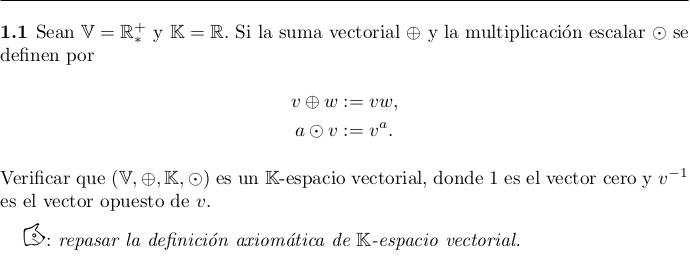 1.1 Sean 𝕍 = ℝ₊* y 𝕂 = ℝ. Si la suma vectorial ⊕ y la multiplicación escalar ⊙ se
definen por
v ⊕ w := vw,
a ⊙ v := vᵃ.
Verificar que (𝕍, ⊕, 𝕂, ⊙) es un 𝕂-espacio vectorial, donde 1 es el vector cero y v⁻¹
es el vector opuesto de v.
: repasar la definición axiomática de 𝕂-espacio vectorial.